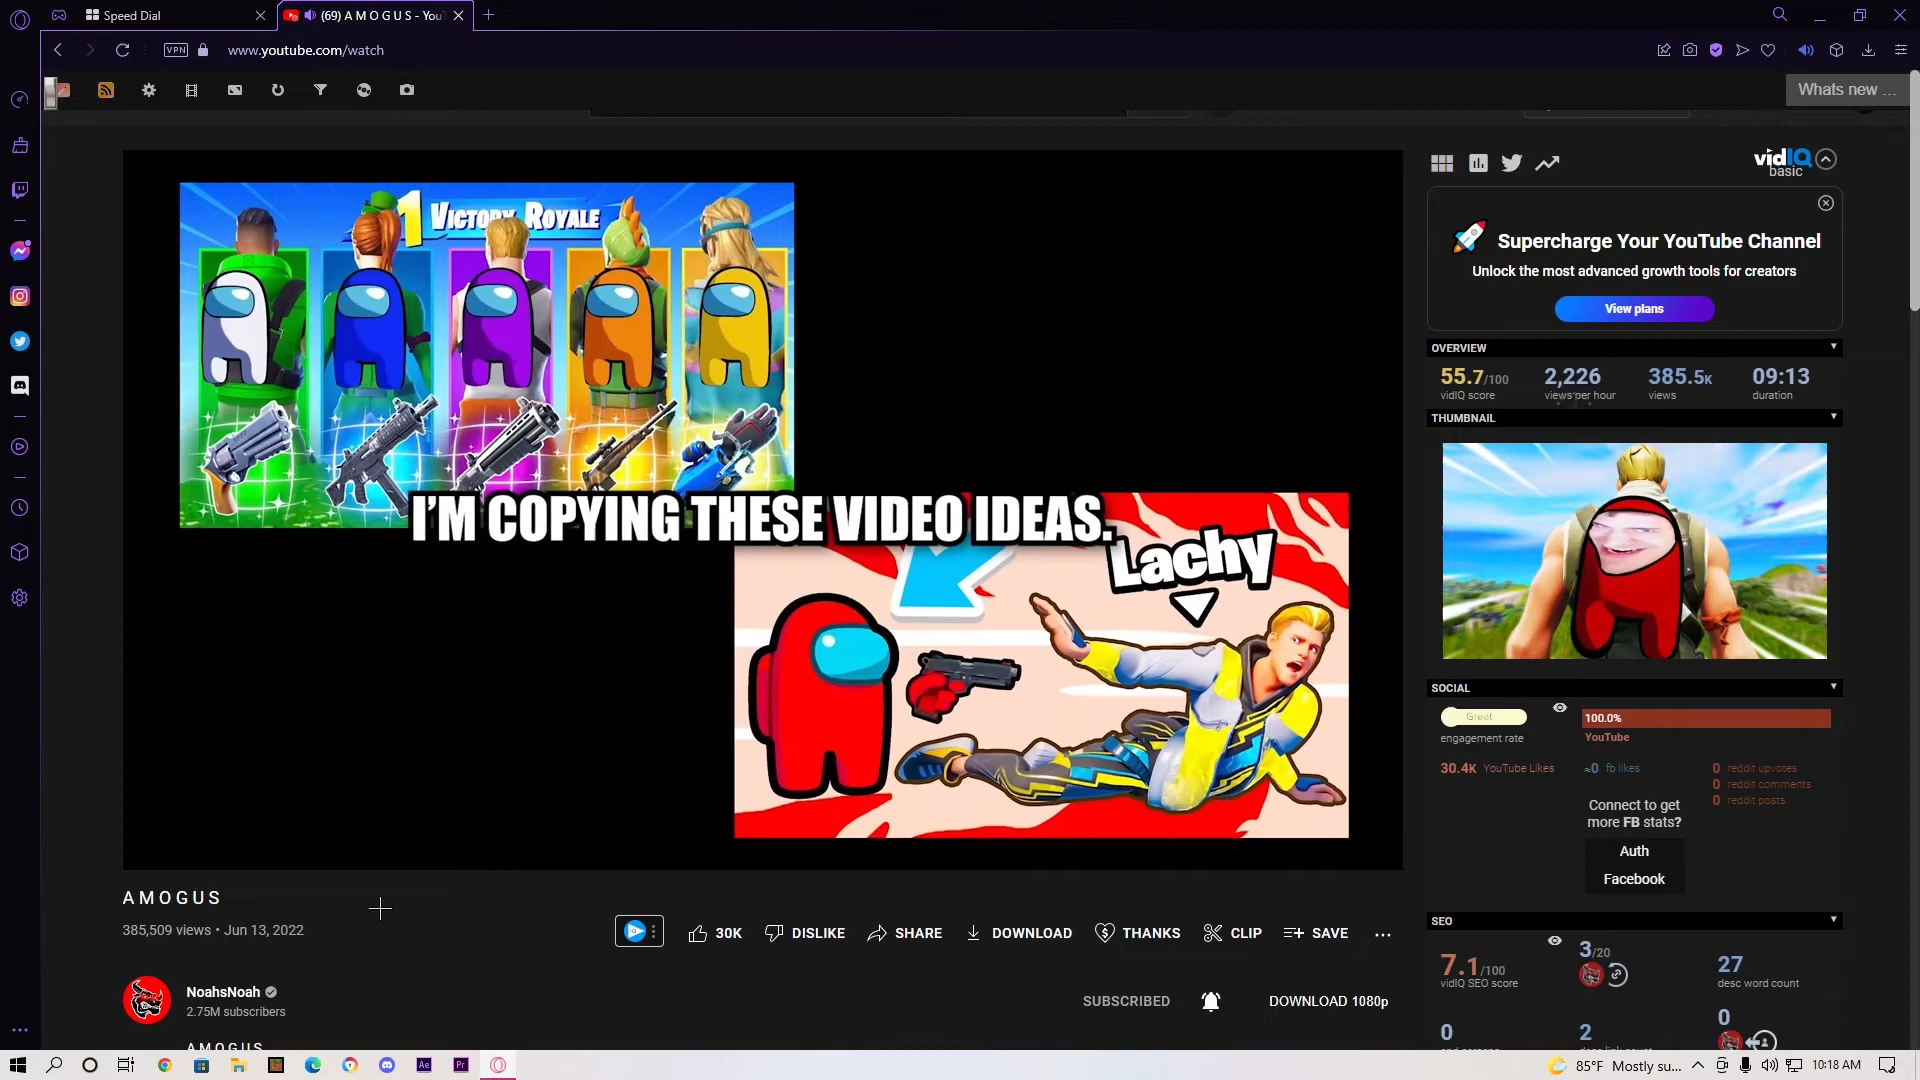 Speed Dial
(69) A M O G U S - You
VPN
www.youtube.com/watch
Whats new ...
1 VICTORY ROYALE
I'M COPYING THESE VIDEO IDEAS.
Lachy
A M O G U S
385,509 views • Jun 13, 2022
30K
DISLIKE
SHARE
DOWNLOAD
THANKS
CLIP
SAVE
NoahsNoah
2.75M subscribers
SUBSCRIBED
DOWNLOAD 1080p
A M O G U S
vidIQ
basic
Supercharge Your YouTube Channel
Unlock the most advanced growth tools for creators
View plans
OVERVIEW
55.7/100 2,226 385.5K 09:13
vidIQ score views per hour views duration
THUMBNAIL
SOCIAL
Great
engagement rate
100.0%
YouTube
30.4K YouTube Likes
≈0 fb likes
0 reddit upvotes
0 reddit comments
0 reddit posts
Connect to get
more FB stats?
Auth
Facebook
SEO
7.1/100
vidIQ SEO score
3/20
27
desc word count
0
2
0
Ae
Pr
85°F Mostly su...
10:18 AM